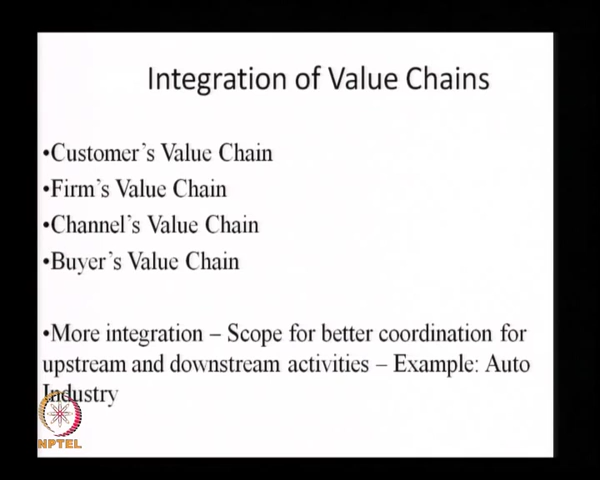 Integration of Value Chains
•Customer's Value Chain
•Firm's Value Chain
•Channel's Value Chain
•Buyer's Value Chain
•More integration – Scope for better coordination for
upstream and downstream activities – Example: Auto
Industry
NPTEL